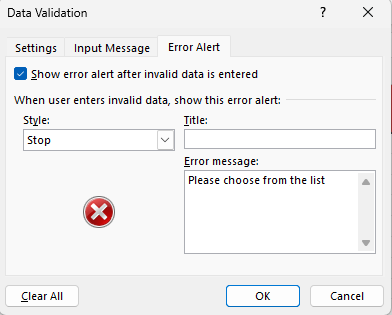 Data Validation ? ×
Settings Input Message Error Alert
Show error alert after invalid data is entered
When user enters invalid data, show this error alert:
Style: Title:
Stop
Error message:
Please choose from the list
Clear All OK Cancel